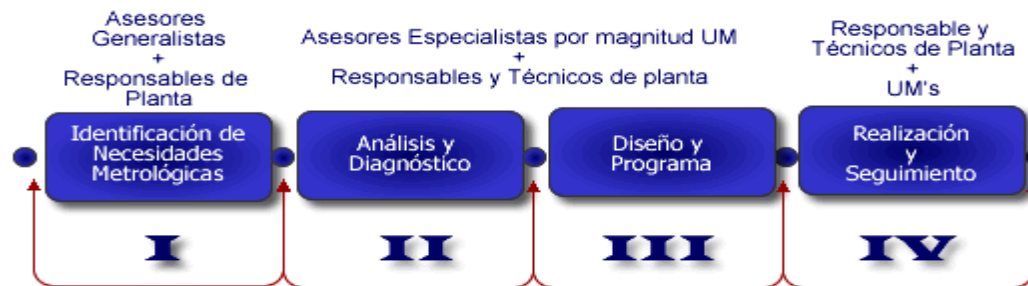 Asesores
Generalistas
+
Responsables de
Planta
Asesores Especialistas por magnitud UM
+
Responsables y Técnicos de planta
Responsable y
Técnicos de Planta
+
UM's
Identificación de
Necesidades
Metrológicas
Análisis y
Diagnóstico
Diseño y
Programa
Realización
y
Seguimiento
I
II
III
IV